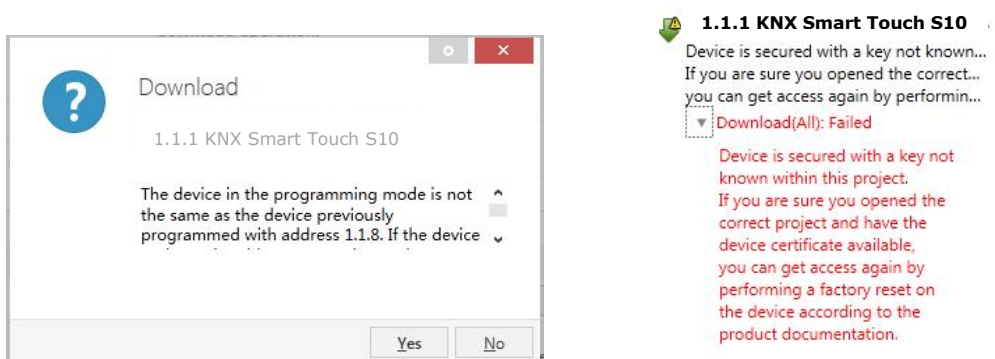 Download
1.1.1 KNX Smart Touch S10
The device in the programming mode is not
the same as the device previously
programmed with address 1.1.8. If the device
Yes
No
1.1.1 KNX Smart Touch S10
Device is secured with a key not known...
If you are sure you opened the correct...
you can get access again by performin...
Download(All): Failed
Device is secured with a key not
known within this project.
If you are sure you opened the
correct project and have the
device certificate available,
you can get access again by
performing a factory reset on
the device according to the
product documentation.